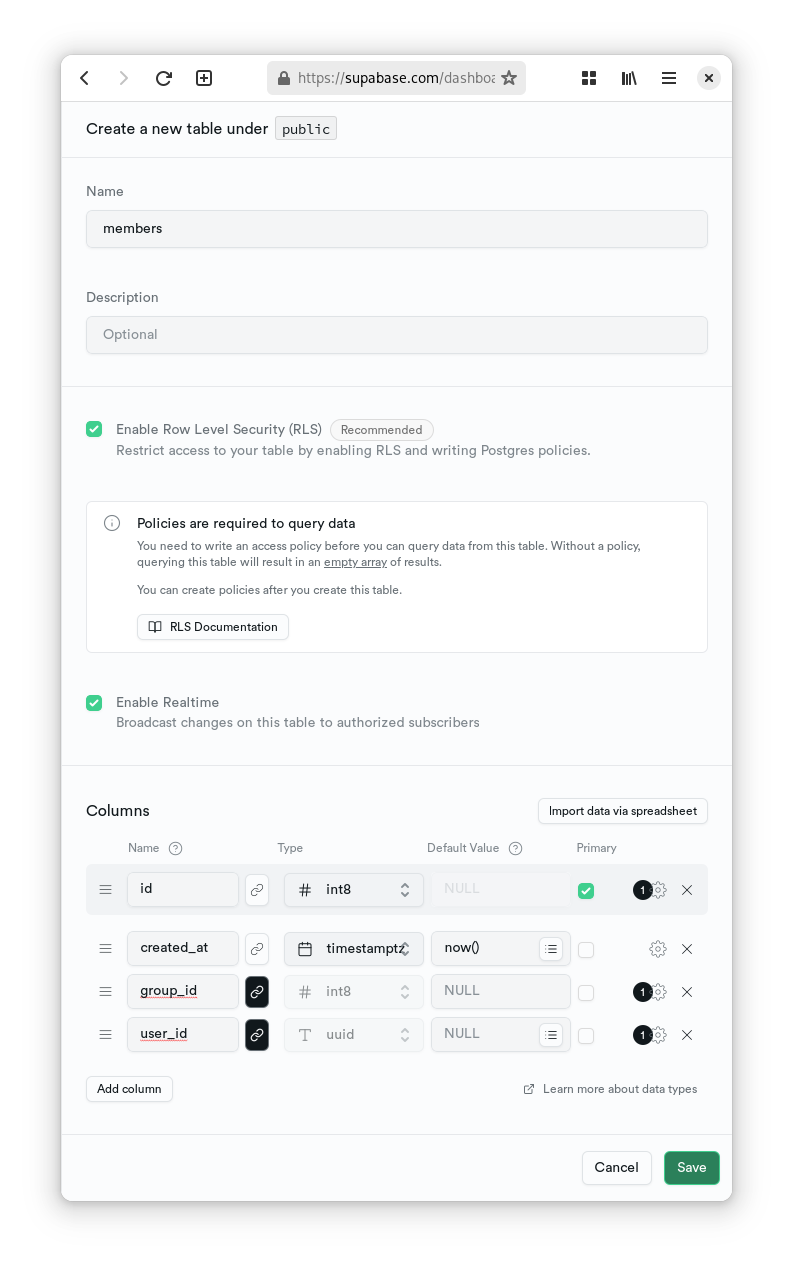 https://supabase.com/dashboa
Create a new table under public
Name
members
Description
Optional
Enable Row Level Security (RLS) Recommended
Restrict access to your table by enabling RLS and writing Postgres policies.
Policies are required to query data
You need to write an access policy before you can query data from this table. Without a policy,
querying this table will result in an empty array of results.
You can create policies after you create this table.
RLS Documentation
Enable Realtime
Broadcast changes on this table to authorized subscribers
Columns Import data via spreadsheet
Name ? Type Default Value ? Primary
id # int8 NULL 1
created_at timestamptz now()
group_id # int8 NULL 1
user_id T uuid NULL 1
Add column Learn more about data types
Cancel Save